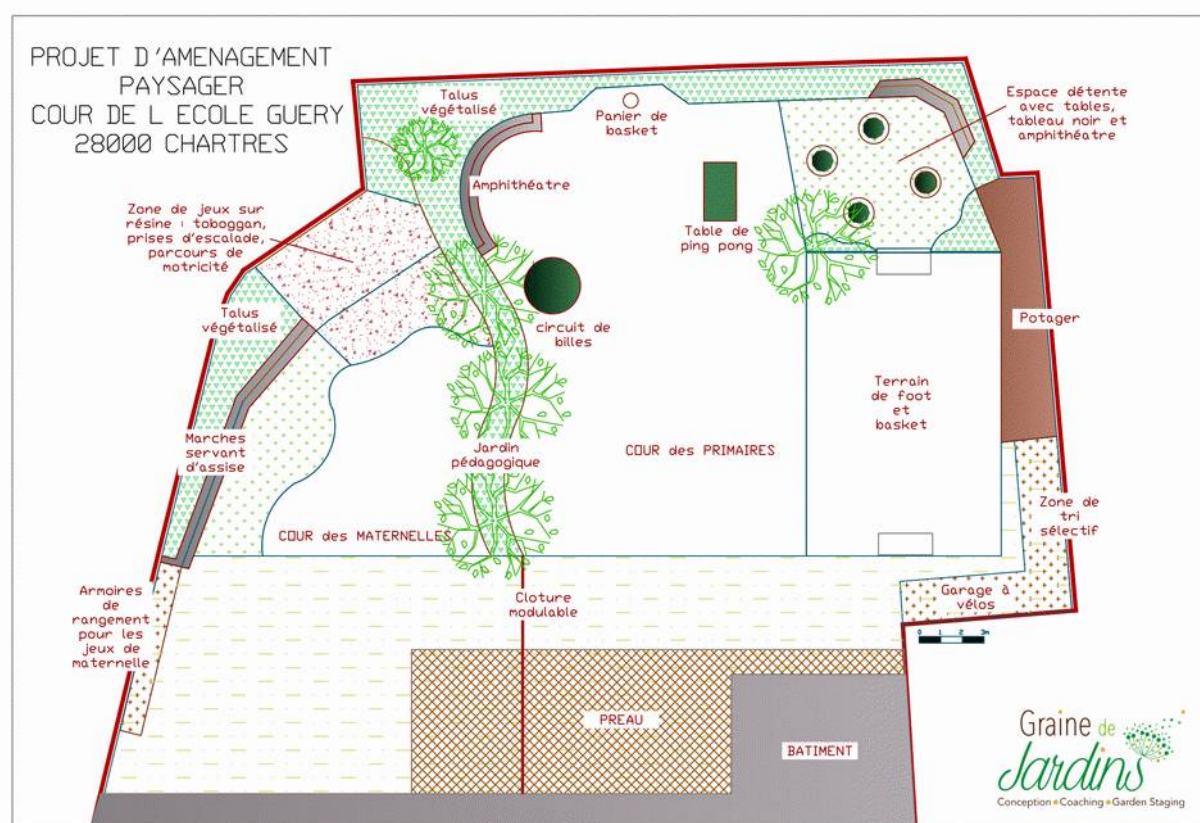 PROJET D'AMENAGEMENT
PAYSAGER
COUR DE L ECOLE GUERY
28000 CHARTRES
Talus
végétalisé
Panier de
basket
Espace détente
avec tables,
tableau noir et
amphithéatre
Amphithéatre
Zone de jeux sur
résine : toboggan,
prises d'escalade,
parcours de
motricité
Table de
ping pong
Talus
végétalisé
circuit de
billes
Potager
Terrain
de foot
et
basket
Marches
servant
d'assise
Jardin
pédagogique
COUR des PRIMAIRES
Zone de
tri
sélectif
COUR des MATERNELLES
Armoires
de
rangement
pour les
jeux de
maternelle
Cloture
modulable
Garage à
vélos
0 1 2 3m
PREAU
BATIMENT
Graine de
Jardins
Conception • Coaching • Garden Staging